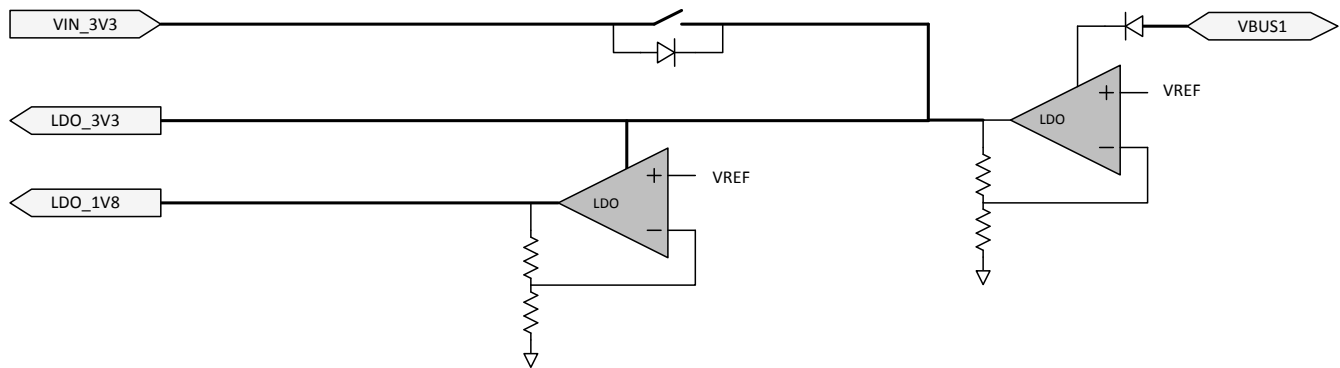 VIN_3V3
VBUS1
+
VREF
LDO_3V3
LDO
−
+
VREF
LDO_1V8
LDO
−